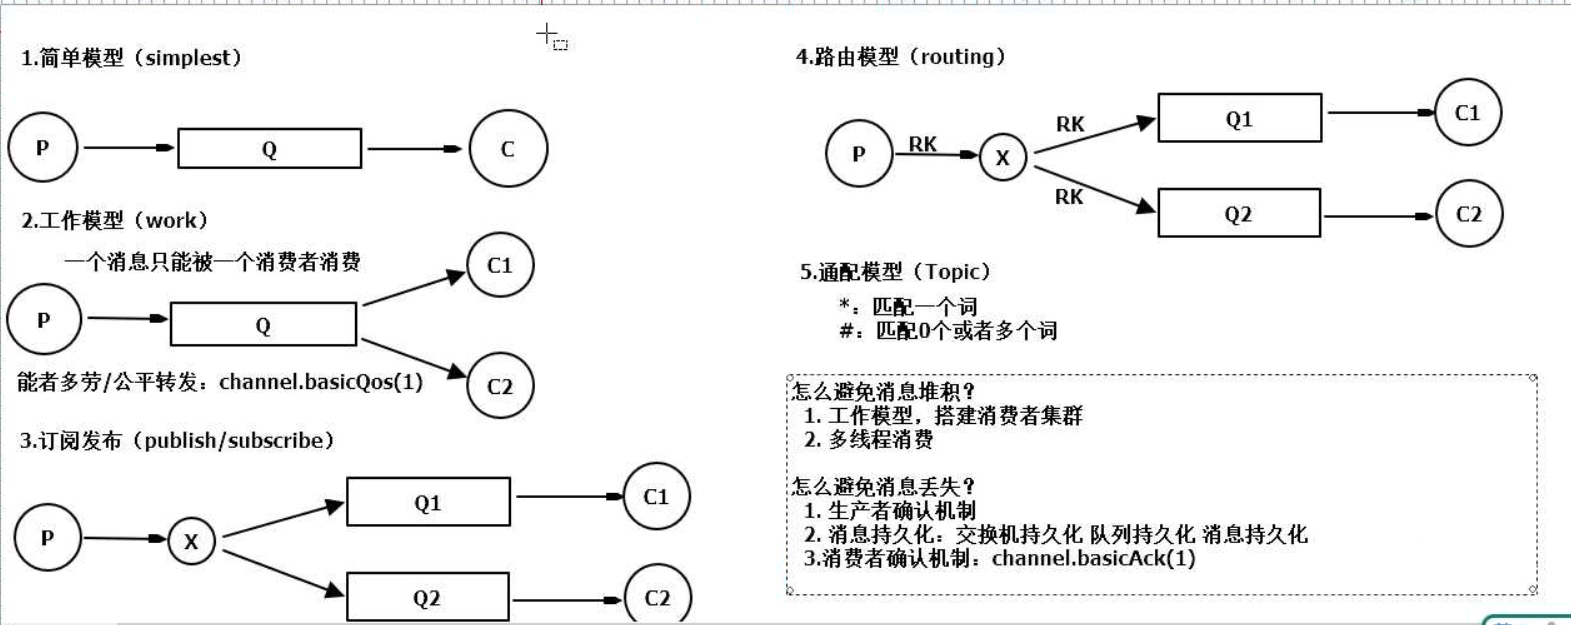 1.简单模型（simplest）
P
Q
C
2.工作模型（work）
一个消息只能被一个消费者消费
P
Q
C1
C2
能者多劳/公平转发：channel.basicQos(1)
3.订阅发布（publish/subscribe）
P
X
Q1
C1
Q2
C2
4.路由模型（routing）
P
RK
X
RK
Q1
C1
RK
Q2
C2
5.通配模型（Topic）
*：匹配一个词
#：匹配0个或者多个词
怎么避免消息堆积？
1. 工作模型，搭建消费者集群
2. 多线程消费
怎么避免消息丢失？
1. 生产者确认机制
2. 消息持久化：交换机持久化 队列持久化 消息持久化
3.消费者确认机制：channel.basicAck(1)